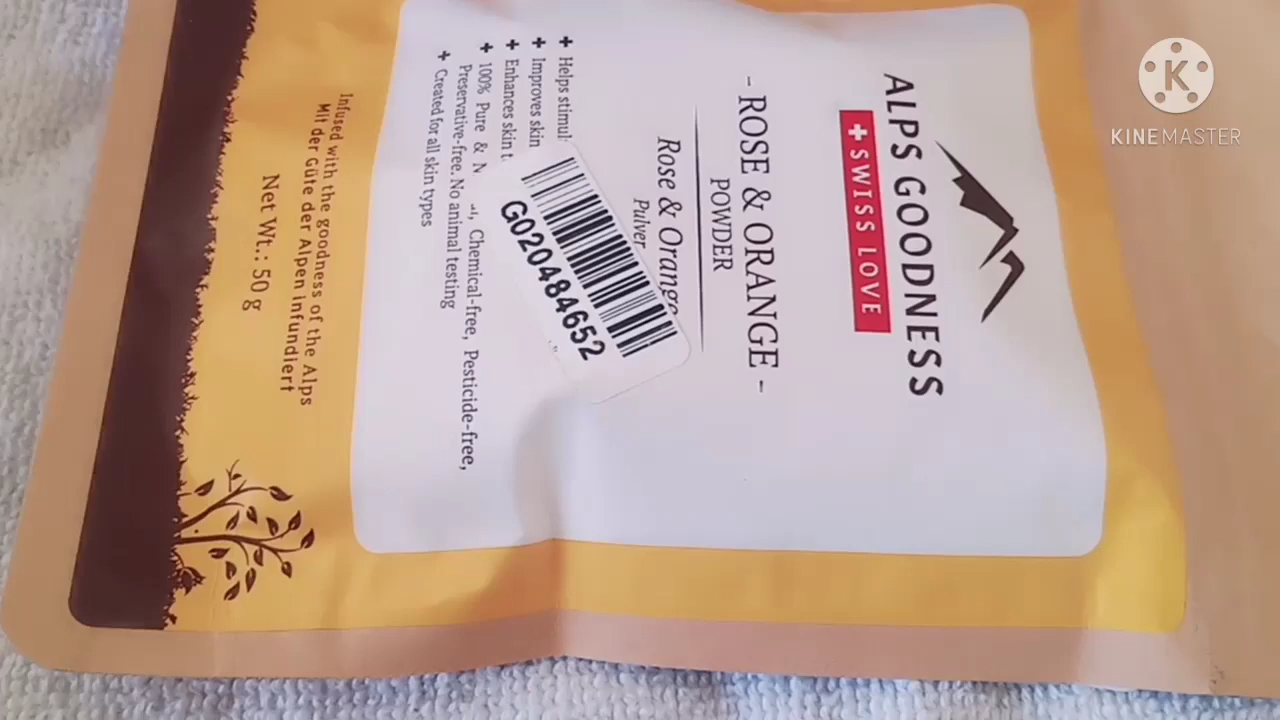 ALPS GOODNESS
+ SWISS LOVE
- ROSE & ORANGE -
POWDER
Rose & Orange
Pulver
+ Helps
+ Improves skin
+ Enhances skin
+ 100% Pure & Chemical-free, Pesticide-free,
Preservative-free. No animal testing
+ Created for all skin types
G020484652
Infused with the goodness of the Alps
Mit der Güte der Alpen infundiert
Net Wt.: 50 g
K
KINEMASTER